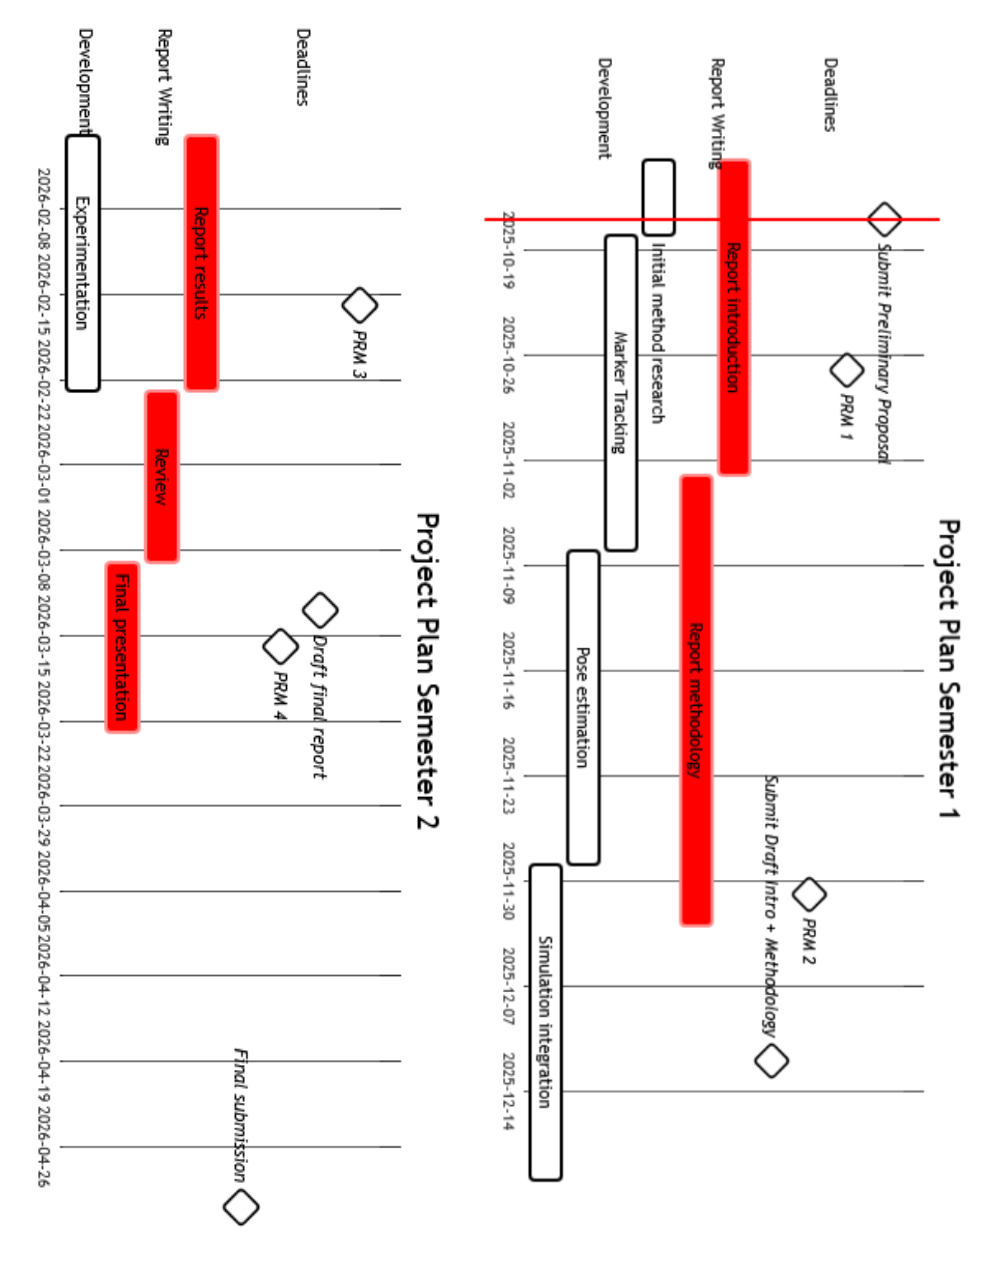 Project Plan Semester 1
Deadlines
Submit Preliminary Proposal
PRM 1
PRM 2
Submit Draft Intro + Methodology
Report Writing
Report introduction
Report methodology
Development
Initial method research
Marker Tracking
Pose estimation
Simulation integration
2025-10-19 2025-10-26 2025-11-02 2025-11-09 2025-11-16 2025-11-23 2025-11-30 2025-12-07 2025-12-14
Project Plan Semester 2
Deadlines
PRM 3
Draft final report
PRM 4
Final submission
Report Writing
Report results
Review
Final presentation
Development
Experimentation
2026-02-08 2026-02-15 2026-02-22 2026-03-01 2026-03-08 2026-03-15 2026-03-22 2026-03-29 2026-04-05 2026-04-12 2026-04-19 2026-04-26